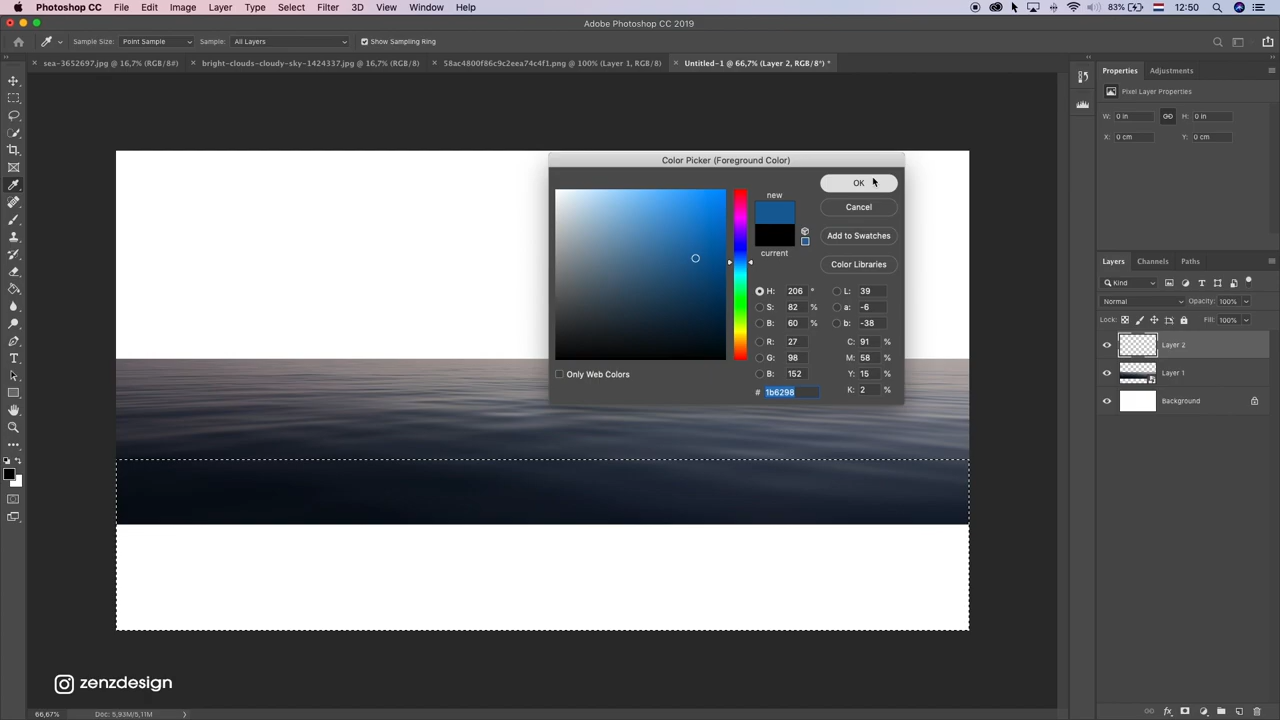 Photoshop CC File Edit Image Layer Type Select Filter 3D View Window Help 83% 12:50
Adobe Photoshop CC 2019
Sample Size: Point Sample Sample: All Layers Show Sampling Ring
sea-3652697.jpg @ 16,7% (RGB/8#) bright-clouds-cloudy-sky-1424337.jpg @ 16,7% (RGB/8) 58ac4800f86c9c2eea74c4f1.png @ 100% (Layer 1, RGB/8) Untitled-1 @ 66,7% (Layer 2, RGB/8*) *
Properties Adjustments
Pixel Layer Properties
W: 0 in H: 0 in
X: 0 cm Y: 0 cm
Color Picker (Foreground Color)
new
current
OK
Cancel
Add to Swatches
Color Libraries
H: 206 ° L: 39
S: 82 % a: -6
B: 60 % b: -38
R: 27 C: 91 %
G: 98 M: 58 %
B: 152 Y: 15 %
# 1b6298 K: 2 %
Only Web Colors
Layers Channels Paths
Kind
Normal Opacity: 100%
Lock: Fill: 100%
Layer 2
Layer 1
Background
zenzdesign
66,67% Doc: 5,93M/5,11M